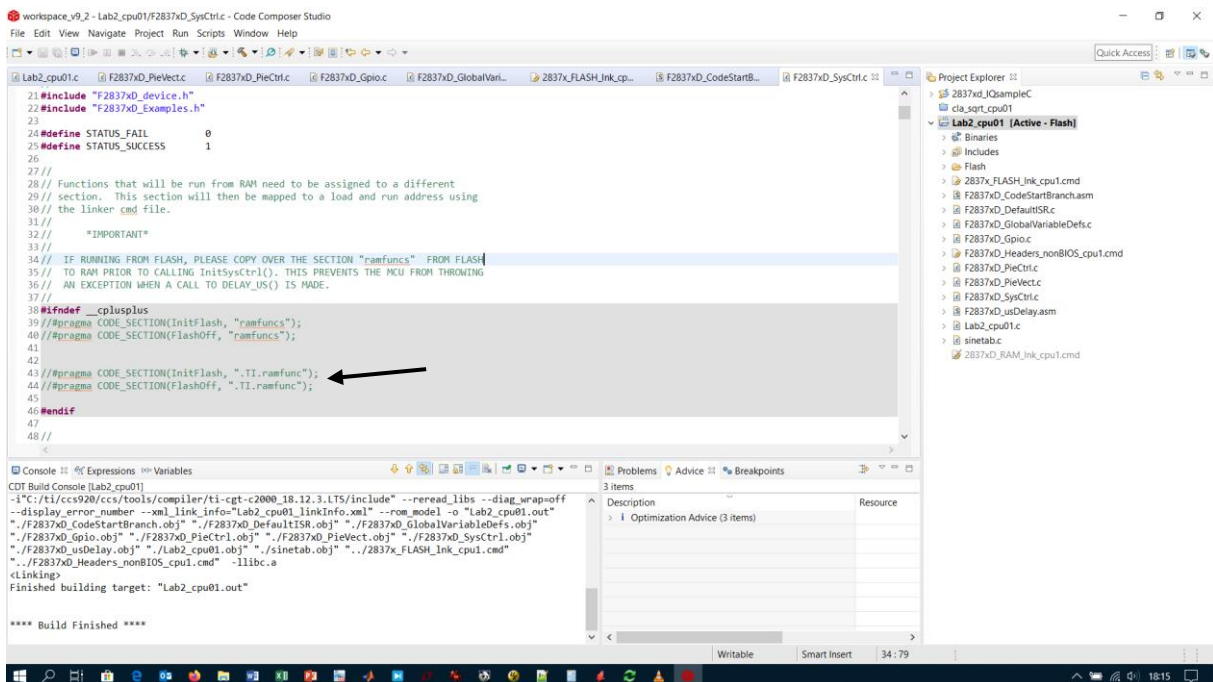 workspace_v9_2 - Lab2_cpu01/F2837xD_SysCtrl.c - Code Composer Studio
File Edit View Navigate Project Run Scripts Window Help
Quick Access
Lab2_cpu01.c F2837xD_PieVect.c F2837xD_PieCtrl.c F2837xD_Gpio.c F2837xD_GlobalVari... 2837x_FLASH_lnk_cp... F2837xD_CodeStartB... F2837xD_SysCtrl.c
21 #include "F2837xD_device.h"
22 #include "F2837xD_Examples.h"
23
24 #define STATUS_FAIL 0
25 #define STATUS_SUCCESS 1
26
27 //
28 // Functions that will be run from RAM need to be assigned to a different
29 // section. This section will then be mapped to a load and run address using
30 // the linker cmd file.
31 //
32 // *IMPORTANT*
33 //
34 // IF RUNNING FROM FLASH, PLEASE COPY OVER THE SECTION "ramfuncs" FROM FLASH
35 // TO RAM PRIOR TO CALLING InitSysCtrl(). THIS PREVENTS THE MCU FROM THROWING
36 // AN EXCEPTION WHEN A CALL TO DELAY_US() IS MADE.
37 //
38 #ifndef __cplusplus
39 //#pragma CODE_SECTION(InitFlash, "ramfuncs");
40 //#pragma CODE_SECTION(FlashOff, "ramfuncs");
41
42
43 //#pragma CODE_SECTION(InitFlash, ".TI.ramfunc");
44 //#pragma CODE_SECTION(FlashOff, ".TI.ramfunc");
45
46 #endif
47
48 //
Project Explorer
2837xd_IQsampleC
cla_sqrt_cpu01
Lab2_cpu01 [Active - Flash]
Binaries
Includes
Flash
2837x_FLASH_lnk_cpu1.cmd
F2837xD_CodeStartBranch.asm
F2837xD_DefaultISR.c
F2837xD_GlobalVariableDefs.c
F2837xD_Gpio.c
F2837xD_Headers_nonBIOS_cpu1.cmd
F2837xD_PieCtrl.c
F2837xD_PieVect.c
F2837xD_SysCtrl.c
F2837xD_usDelay.asm
Lab2_cpu01.c
sinetab.c
2837xD_RAM_lnk_cpu1.cmd
Console Expressions Variables
CDT Build Console [Lab2_cpu01]
-i"C:/ti/ccs920/ccs/tools/compiler/ti-cgt-c2000_18.12.3.LTS/include" --reread_libs --diag_wrap=off
--display_error_number --xml_link_info="Lab2_cpu01_linkInfo.xml" --rom_model -o "Lab2_cpu01.out"
"./F2837xD_CodeStartBranch.obj" "./F2837xD_DefaultISR.obj" "./F2837xD_GlobalVariableDefs.obj"
"./F2837xD_Gpio.obj" "./F2837xD_PieCtrl.obj" "./F2837xD_PieVect.obj" "./F2837xD_SysCtrl.obj"
"./F2837xD_usDelay.obj" "./Lab2_cpu01.obj" "./sinetab.obj" "../2837x_FLASH_lnk_cpu1.cmd"
"../F2837xD_Headers_nonBIOS_cpu1.cmd" -llibc.a
<Linking>
Finished building target: "Lab2_cpu01.out"
**** Build Finished ****
Problems Advice Breakpoints
3 items
Description Resource
i Optimization Advice (3 items)
Writable Smart Insert 34 : 79
18:15